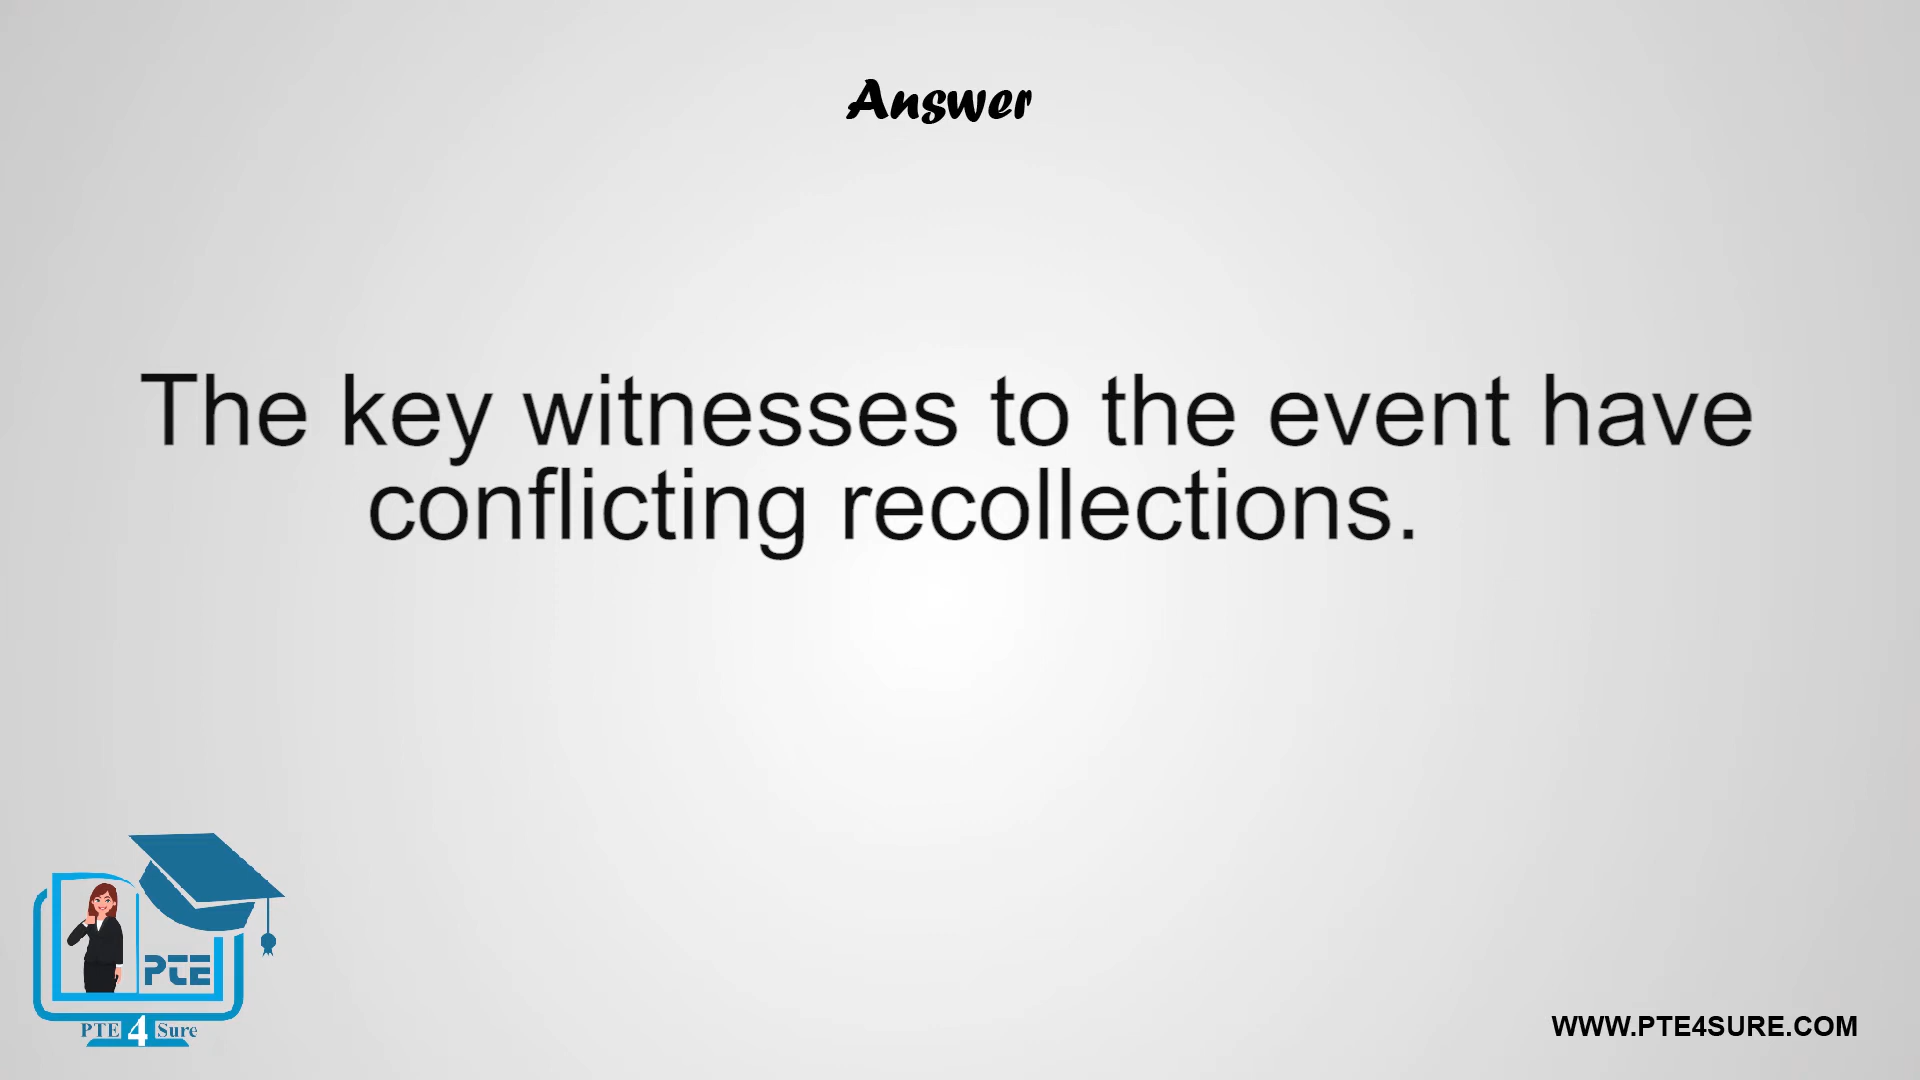 Answer
The key witnesses to the event have
conflicting recollections.
PTE
PTE 4 Sure
WWW.PTE4SURE.COM